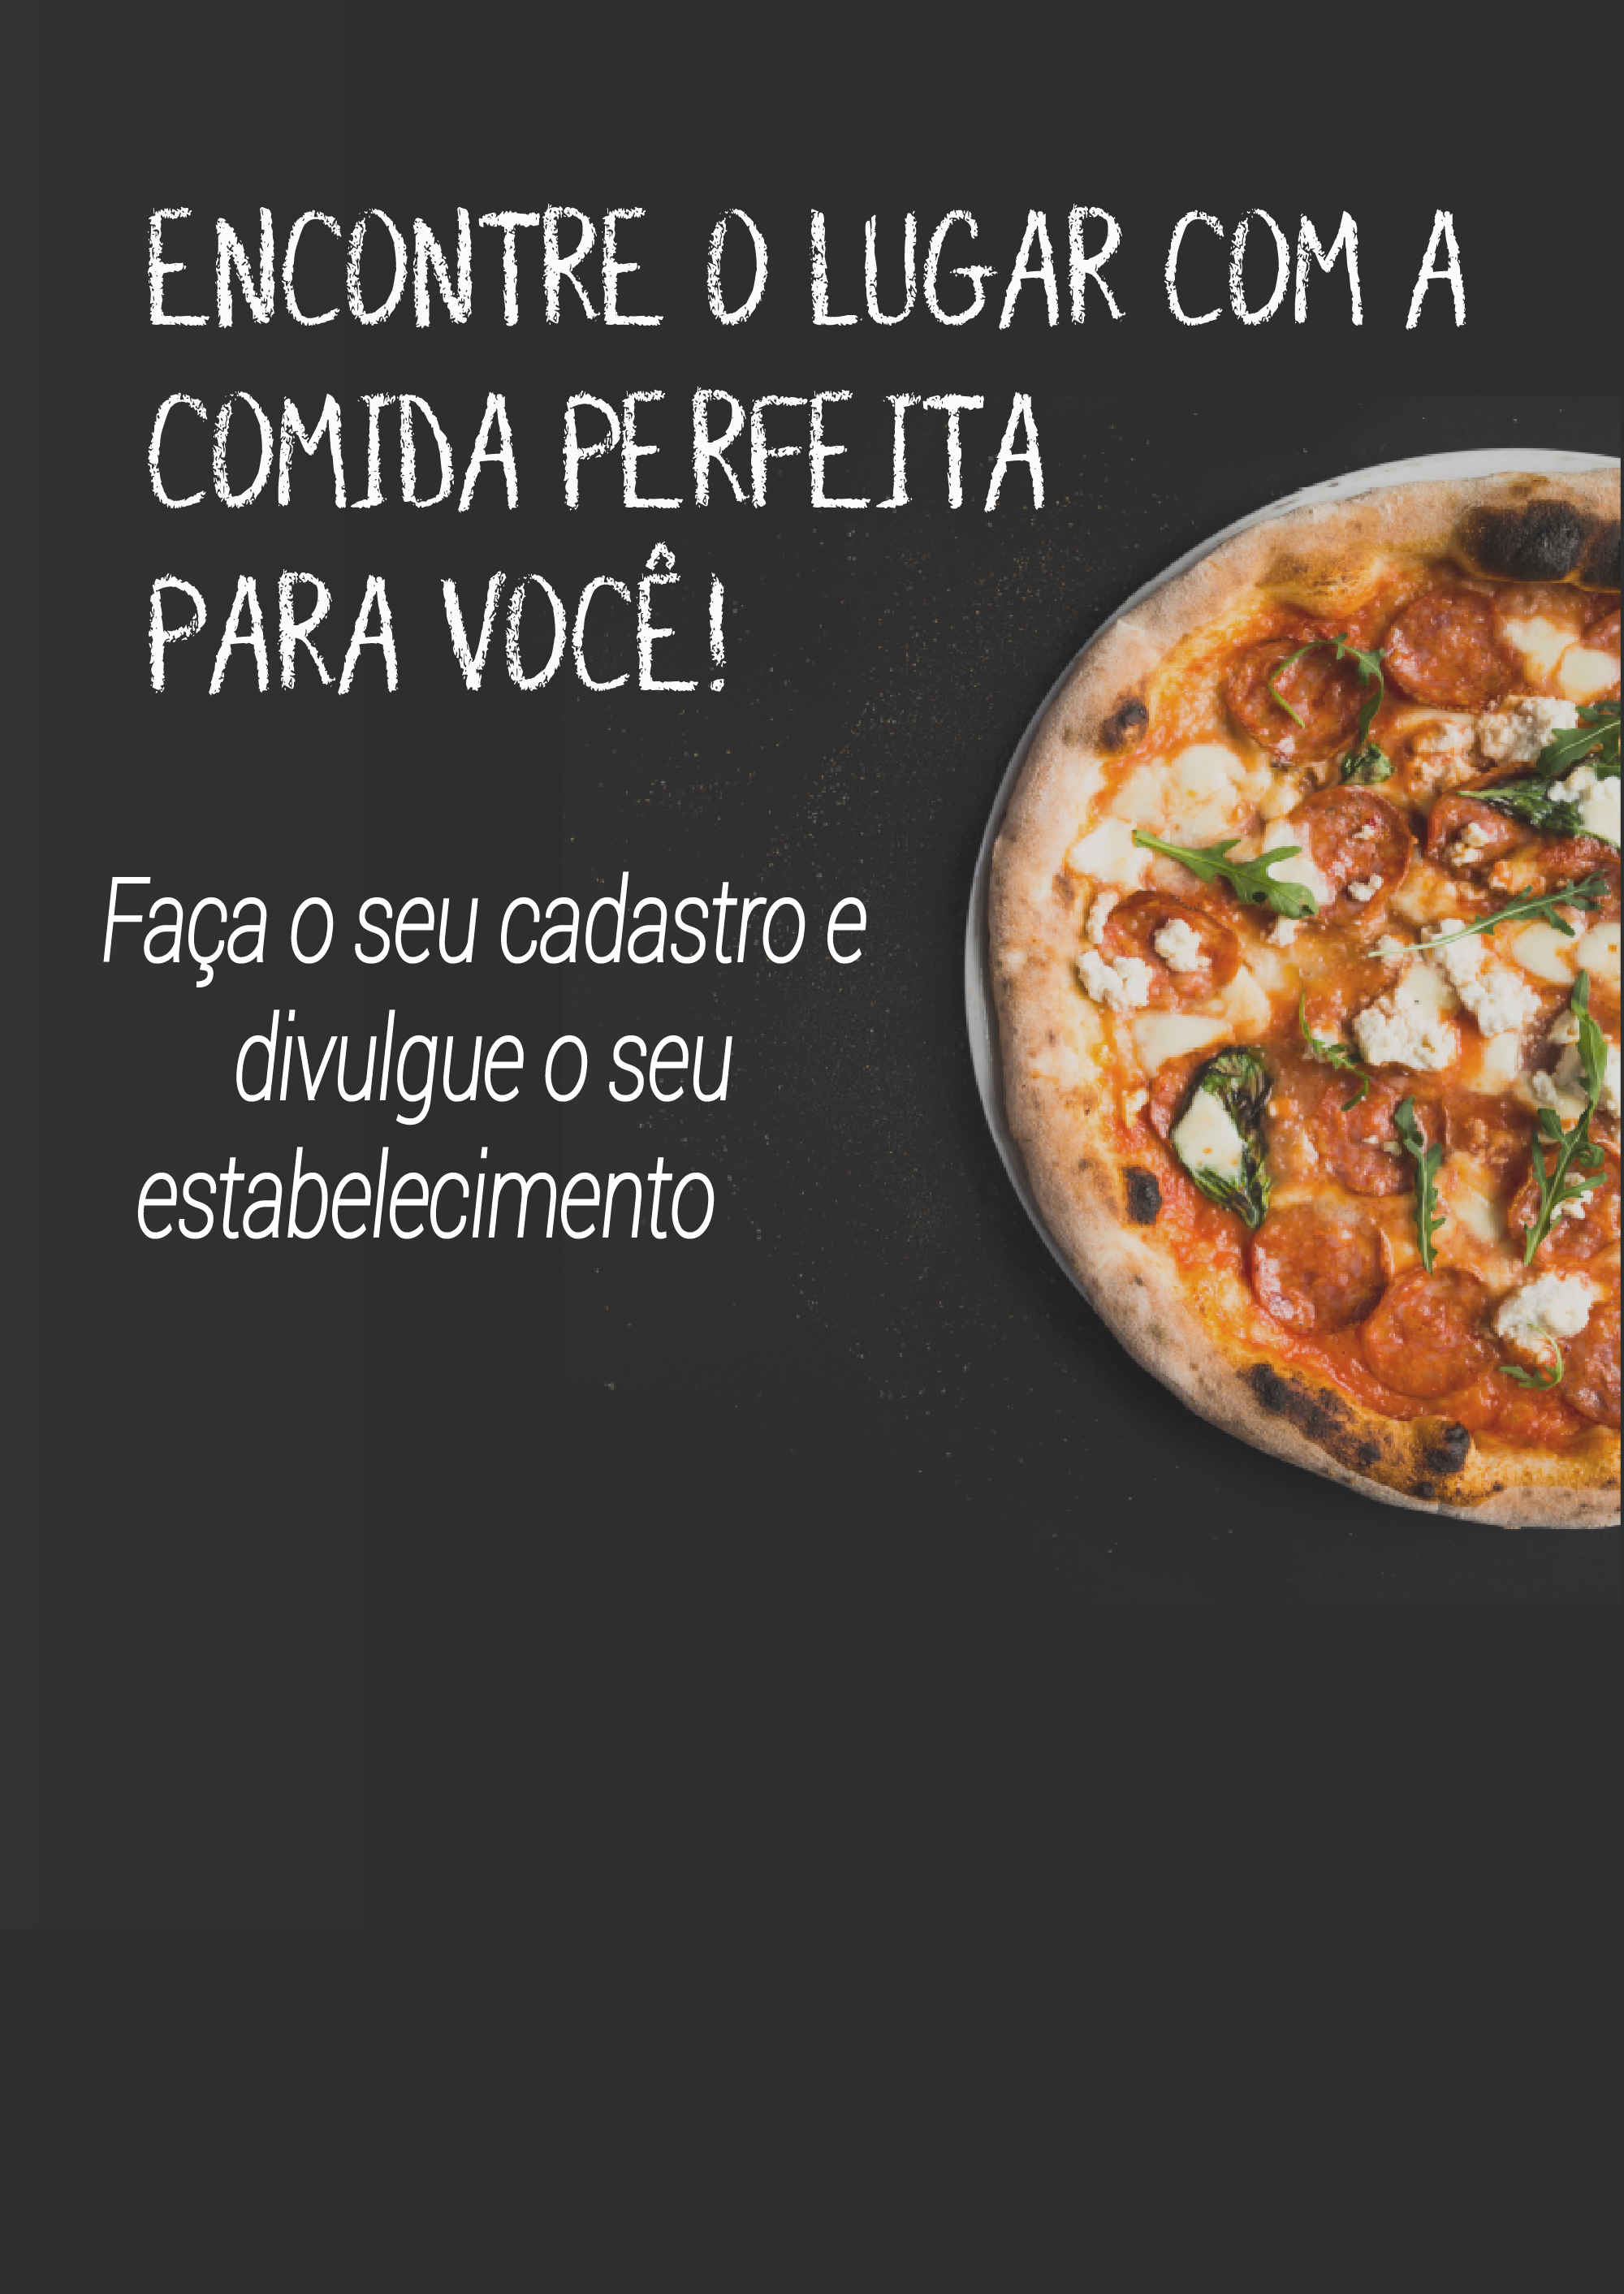 ENCONTRE O LUGAR COM A
COMIDA PERFEITA
PARA VOCÊ!
Faça o seu cadastro e
divulgue o seu
estabelecimento